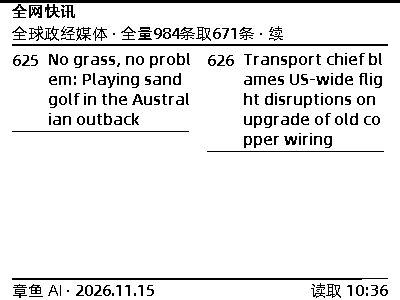 全网快讯
全球政经媒体 · 全量984条取671条 · 续
625 No grass, no probl
em: Playing sand
golf in the Austral
ian outback
626 Transport chief bl
ames US-wide flig
ht disruptions on
upgrade of old co
pper wiring
章鱼 AI · 2026.11.15
读取 10:36